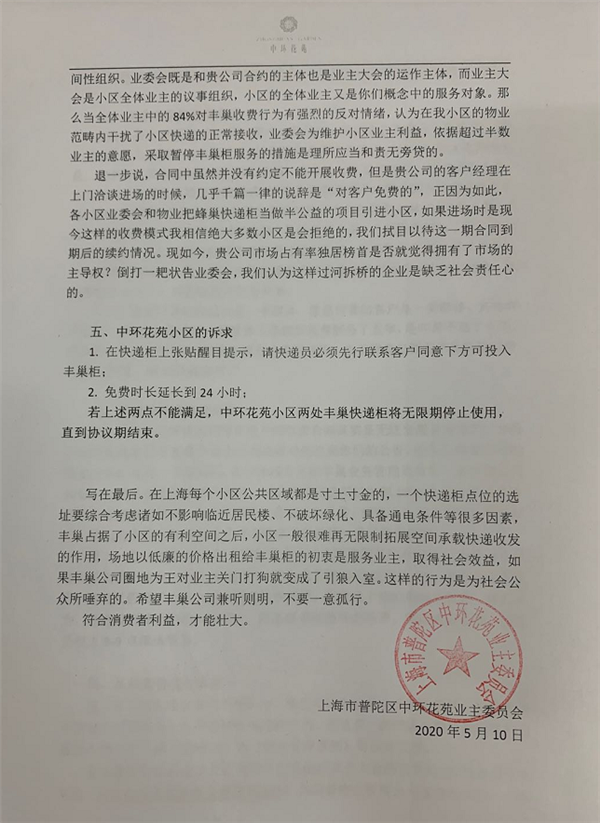 中环花苑
间性组织。业委会既是和贵公司合约的主体也是业主大会的运作主体，而业主大
会是小区全体业主的议事组织，小区的全体业主又是你们概念中的服务对象。那
么当全体业主中的 84%对丰巢收费行为有强烈的反对情绪，认为在我小区的物业
范畴内干扰了小区快递的正常接收，业委会为维护小区业主利益，依据超过半数
业主的意愿，采取暂停丰巢柜服务的措施是理所应当和责无旁贷的。
退一步说，合同中虽然并没有约定不能开展收费，但是贵公司的客户经理在
上门洽谈进场的时候，几乎千篇一律的说辞是“对客户免费的”，正因为如此，
各小区业委会和物业把蜂巢快递柜当做半公益的项目引进小区，如果进场时是现
今这样的收费模式我相信绝大多数小区是会拒绝的，我们拭目以待这一期合同到
期后的续约情况。现如今，贵公司市场占有率独居榜首是否就觉得拥有了市场的
主导权？倒打一耙状告业委会，我们认为这样过河拆桥的企业是缺乏社会责任心
的。
五、中环花苑小区的诉求
1. 在快递柜上张贴醒目提示，请快递员必须先行联系客户同意下方可投入
丰巢柜；
2. 免费时长延长到 24 小时；
若上述两点不能满足，中环花苑小区两处丰巢快递柜将无限期停止使用，
直到协议期结束。
写在最后。在上海每个小区公共区域都是寸土寸金的，一个快递柜点位的选
址要综合考虑诸如不影响临近居民楼、不破坏绿化、具备通电条件等很多因素，
丰巢占据了小区的有利空间之后，小区一般很难再无限制拓展空间承载快递收发
的作用，场地以低廉的价格出租给丰巢柜的初衷是服务业主，取得社会效益，如
果丰巢公司圈地为王对业主关门打狗就变成了引狼入室。这样的行为是为社会公
众所唾弃的。希望丰巢公司兼听则明，不要一意孤行。
符合消费者利益，才能壮大。
上海市普陀区中环花苑业主委员会
上海市普陀区中环花苑业主委员会
2020 年 5 月 10 日